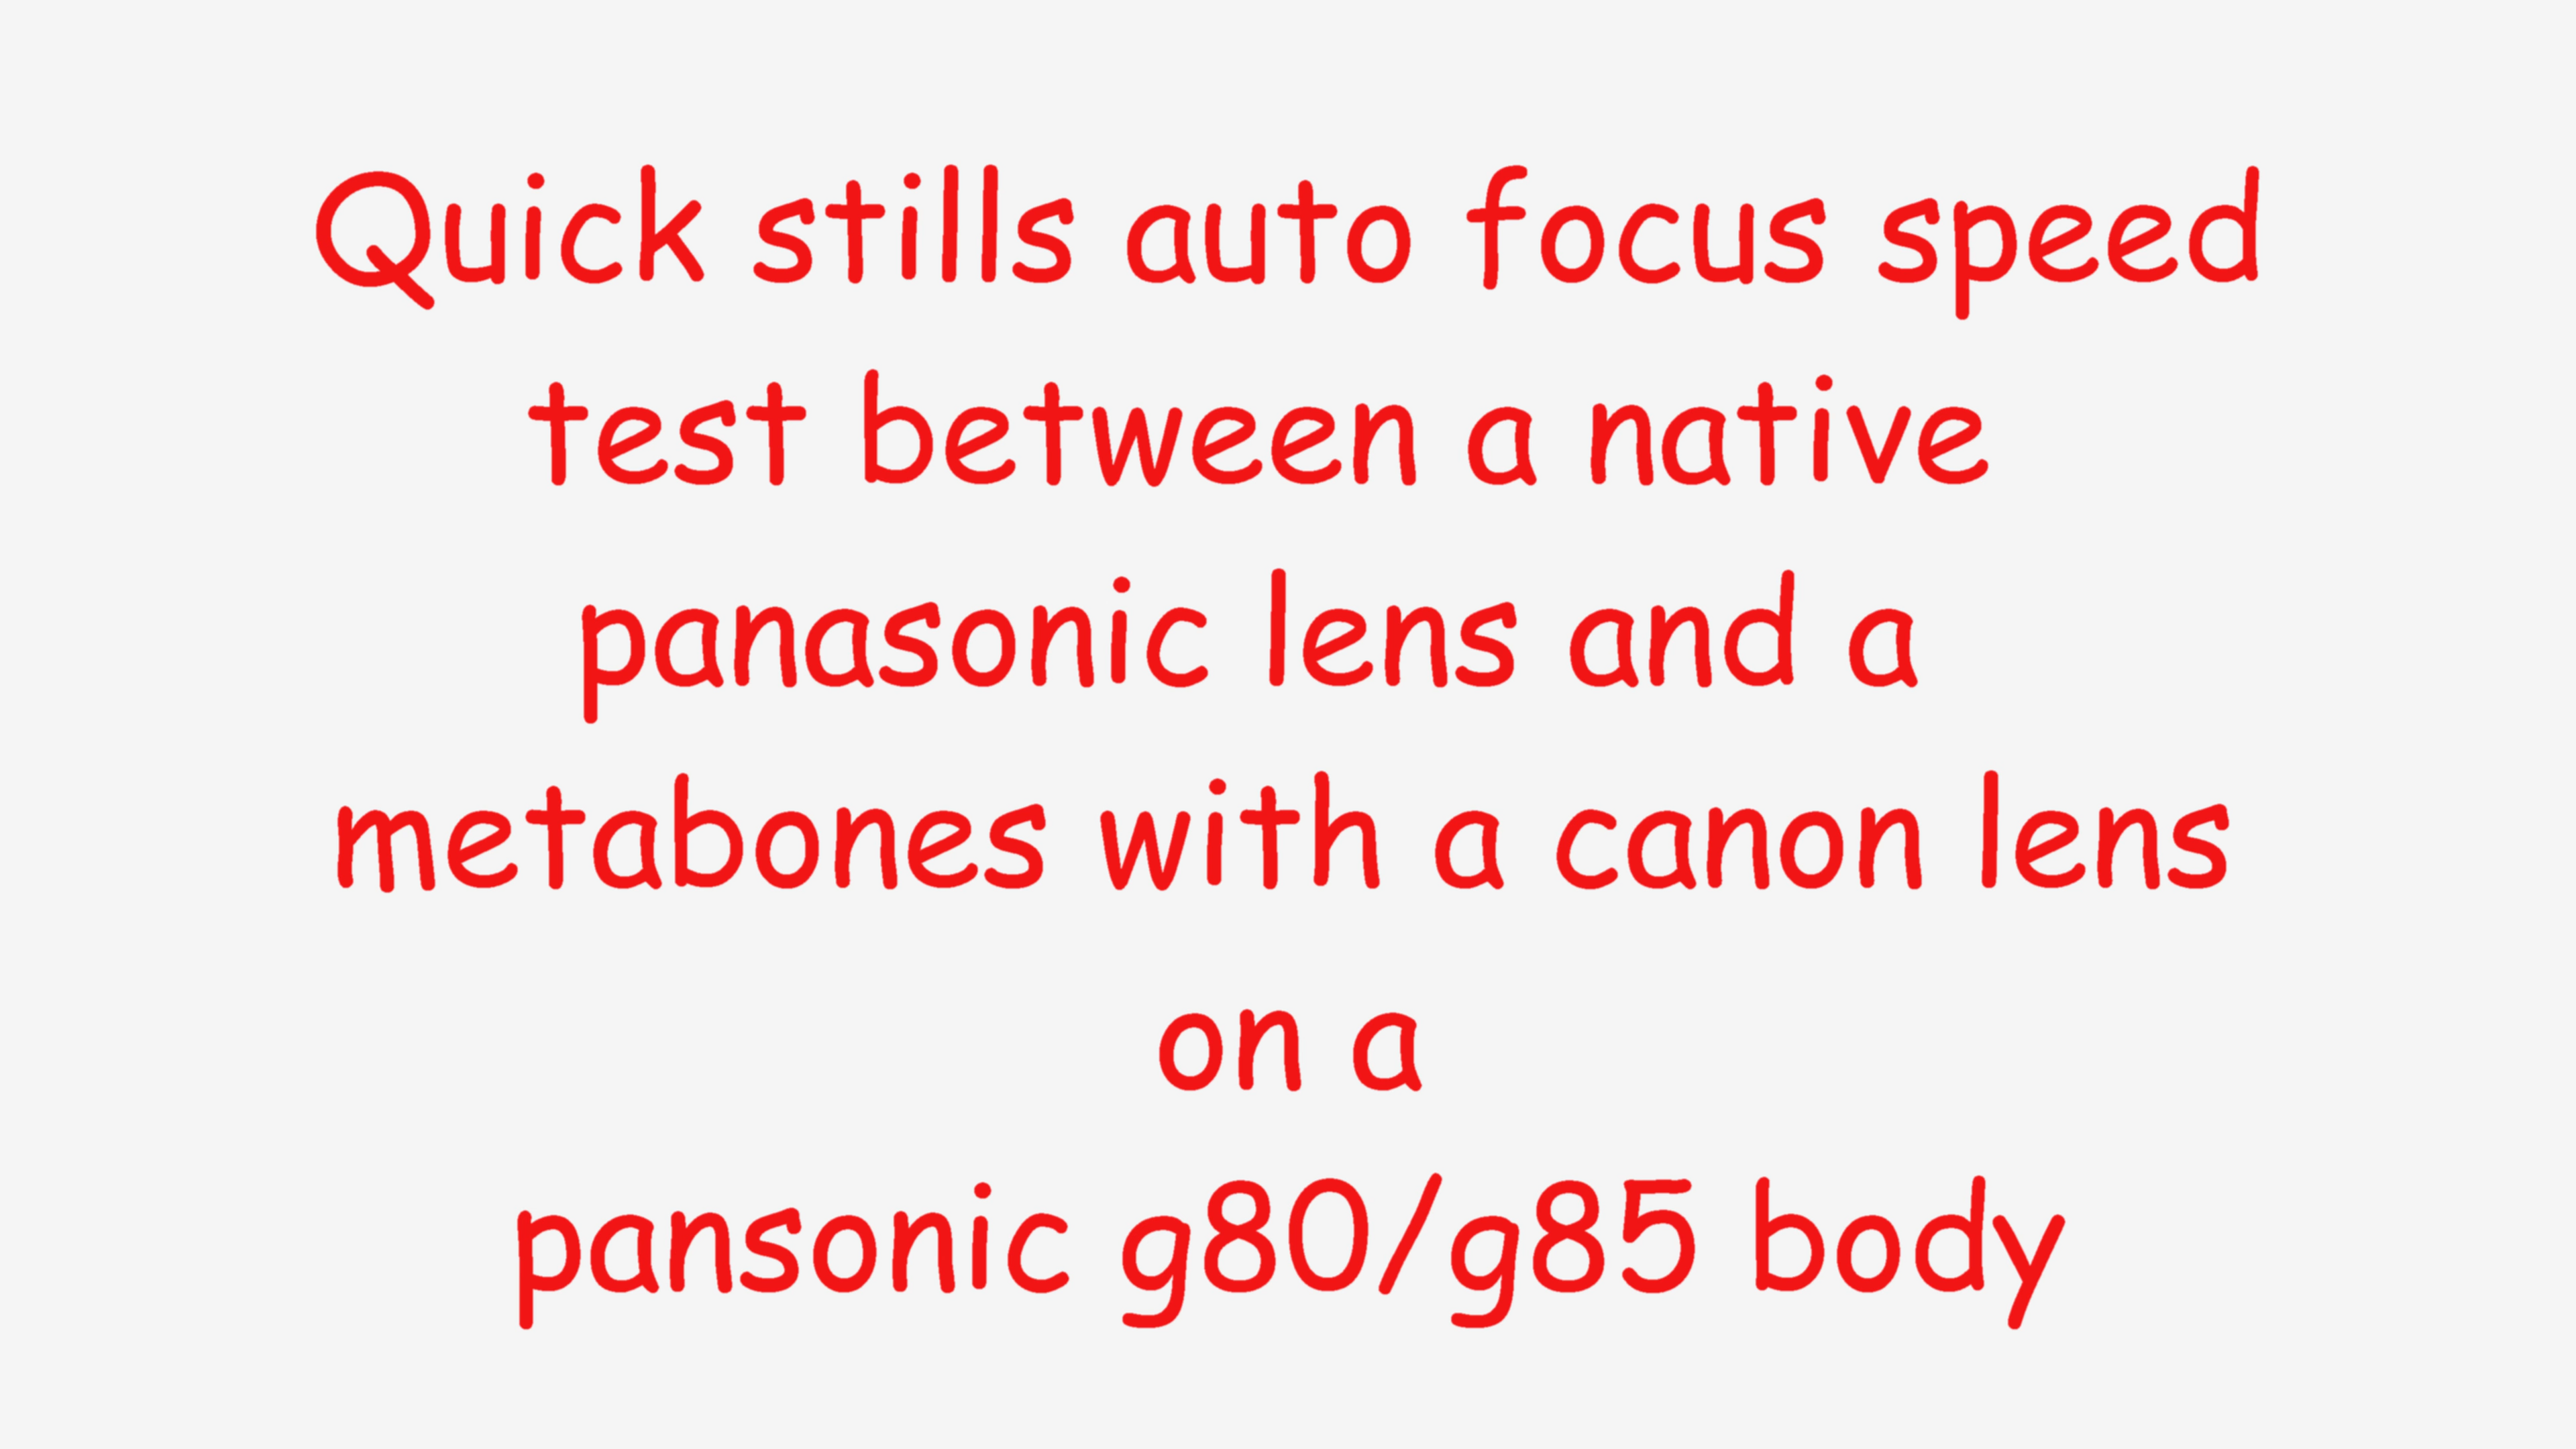 Quick stills auto focus speed
test between a native
panasonic lens and a
metabones with a canon lens
on a
pansonic g80/g85 body